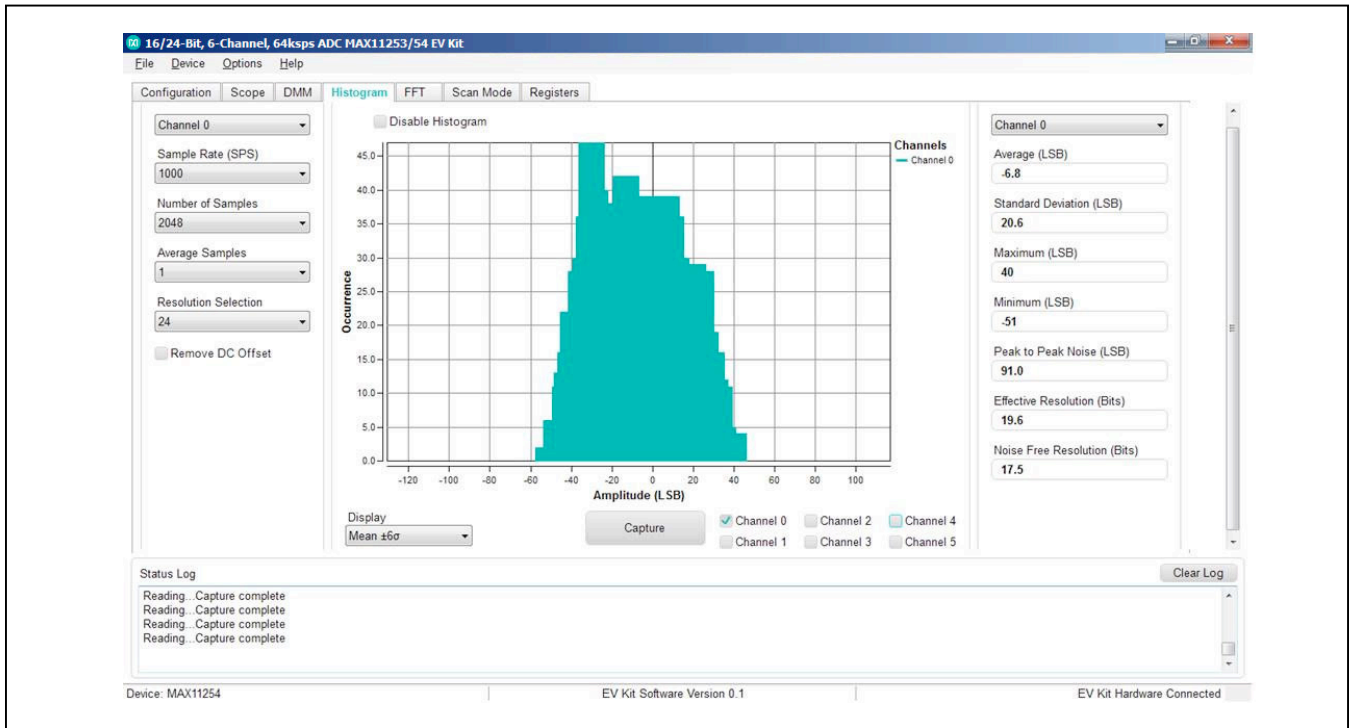 16/24-Bit, 6-Channel, 64ksps ADC MAX11253/54 EV Kit
File Device Options Help
Configuration Scope DMM Histogram FFT Scan Mode Registers
Channel 0
Sample Rate (SPS)
1000
Number of Samples
2048
Average Samples
1
Resolution Selection
24
Remove DC Offset
Disable Histogram
Channels
Channel 0
Occurrence
45.0
40.0
35.0
30.0
25.0
20.0
15.0
10.0
5.0
0.0
-120 -100 -80 -60 -40 -20 0 20 40 60 80 100
Amplitude (LSB)
Display
Mean ±6σ
Capture
Channel 0 Channel 2 Channel 4
Channel 1 Channel 3 Channel 5
Channel 0
Average (LSB)
-6.8
Standard Deviation (LSB)
20.6
Maximum (LSB)
40
Minimum (LSB)
-51
Peak to Peak Noise (LSB)
91.0
Effective Resolution (Bits)
19.6
Noise Free Resolution (Bits)
17.5
Status Log
Clear Log
Reading...Capture complete
Reading...Capture complete
Reading...Capture complete
Reading...Capture complete
Device: MAX11254
EV Kit Software Version 0.1
EV Kit Hardware Connected